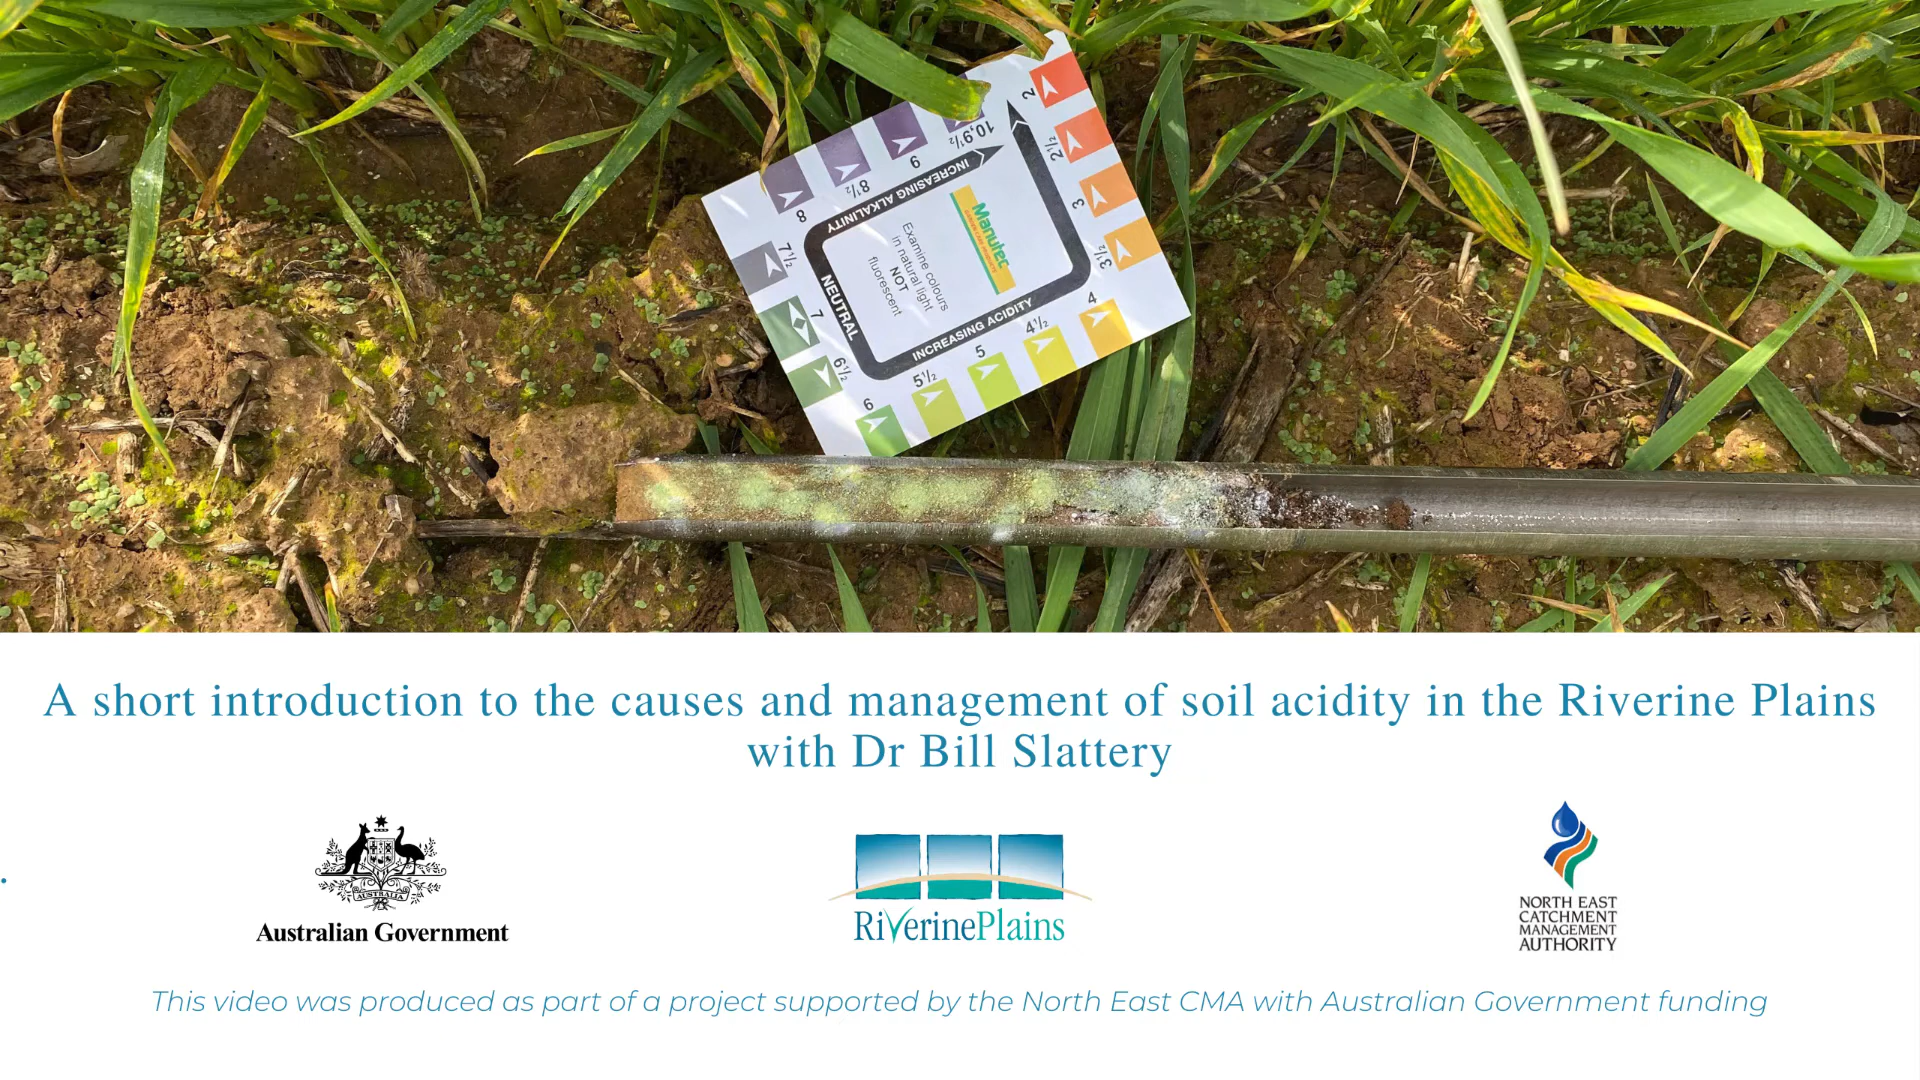 2
2½
3
3½
4
4½
5
5½
6
6½
7
7½
8
8½
9
10,9½
INCREASING ALKALINITY
NEUTRAL
INCREASING ACIDITY
Manutec
Examine colours
in natural light
NOT
fluorescent
A short introduction to the causes and management of soil acidity in the Riverine Plains
with Dr Bill Slattery
AUSTRALIA
Australian Government
RiverinePlains
NORTH EAST
CATCHMENT
MANAGEMENT
AUTHORITY
This video was produced as part of a project supported by the North East CMA with Australian Government funding